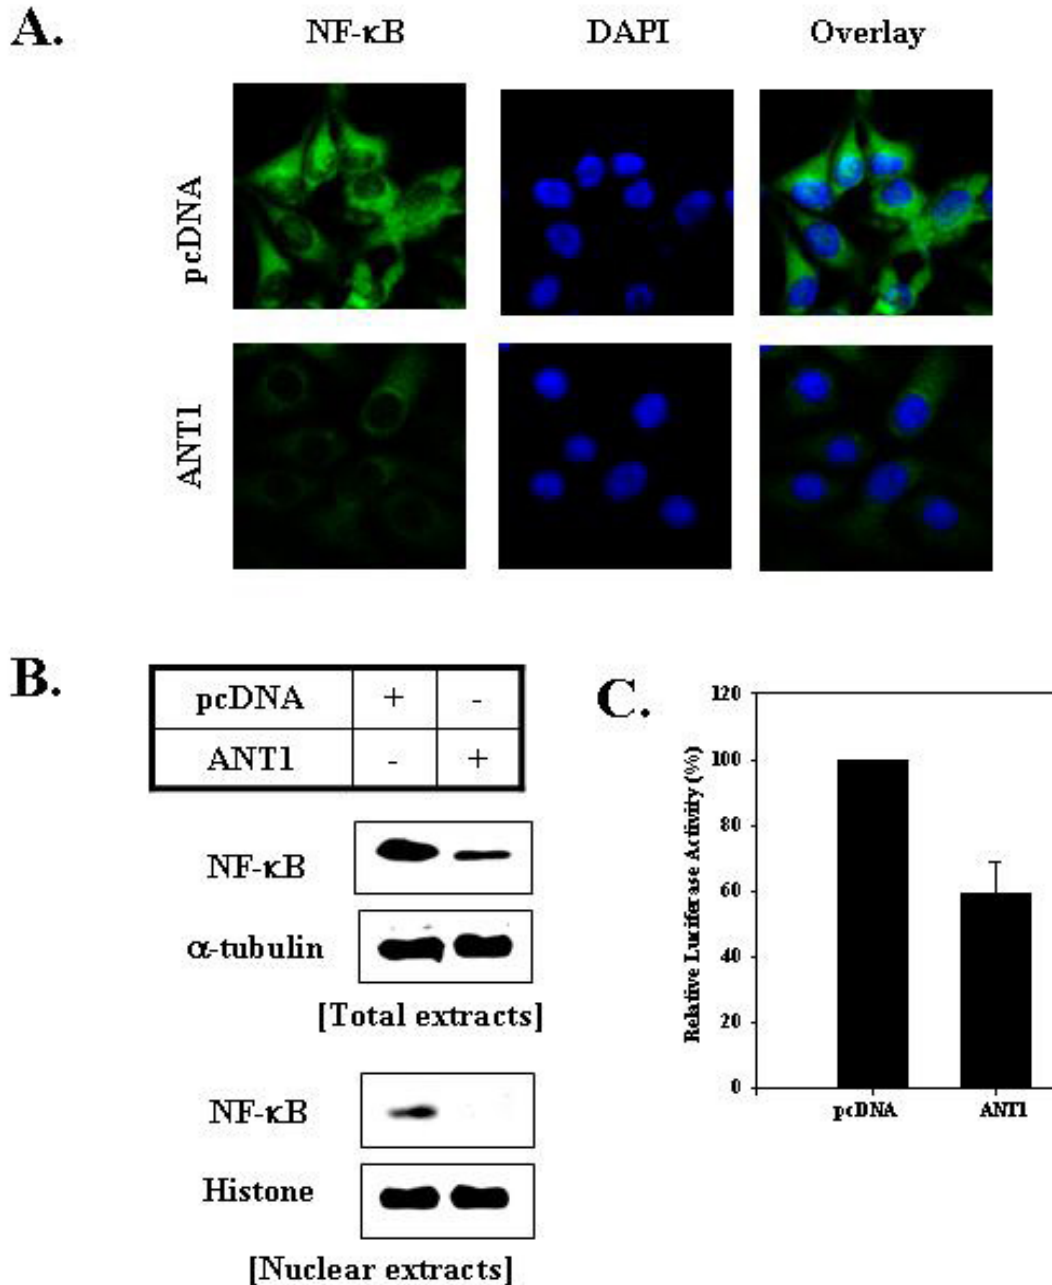 A.
NF-κB DAPI Overlay
pcDNA
ANT1
B.
pcDNA + -
ANT1 - +
NF-κB
α-tubulin
[Total extracts]
NF-κB
Histone
[Nuclear extracts]
C.
Relative Luciferase Activity (%)
120
100
80
60
40
20
0
pcDNA ANT1